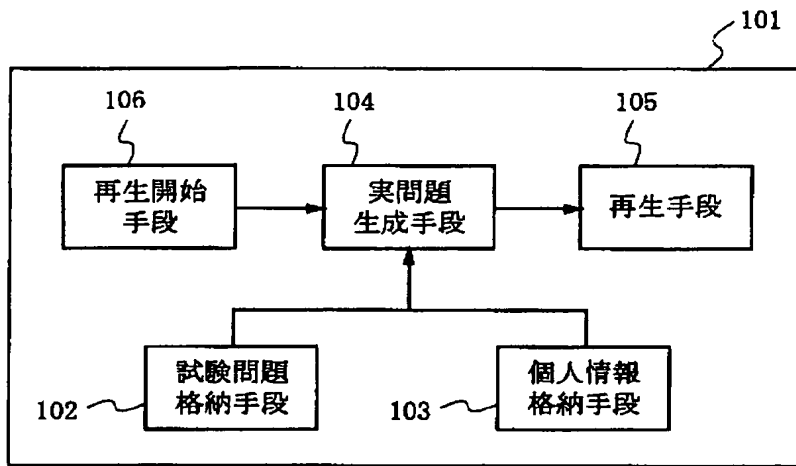 101
106
104
105
再生開始
手段
実問題
生成手段
再生手段
試験問題
格納手段
個人情報
格納手段
102
103